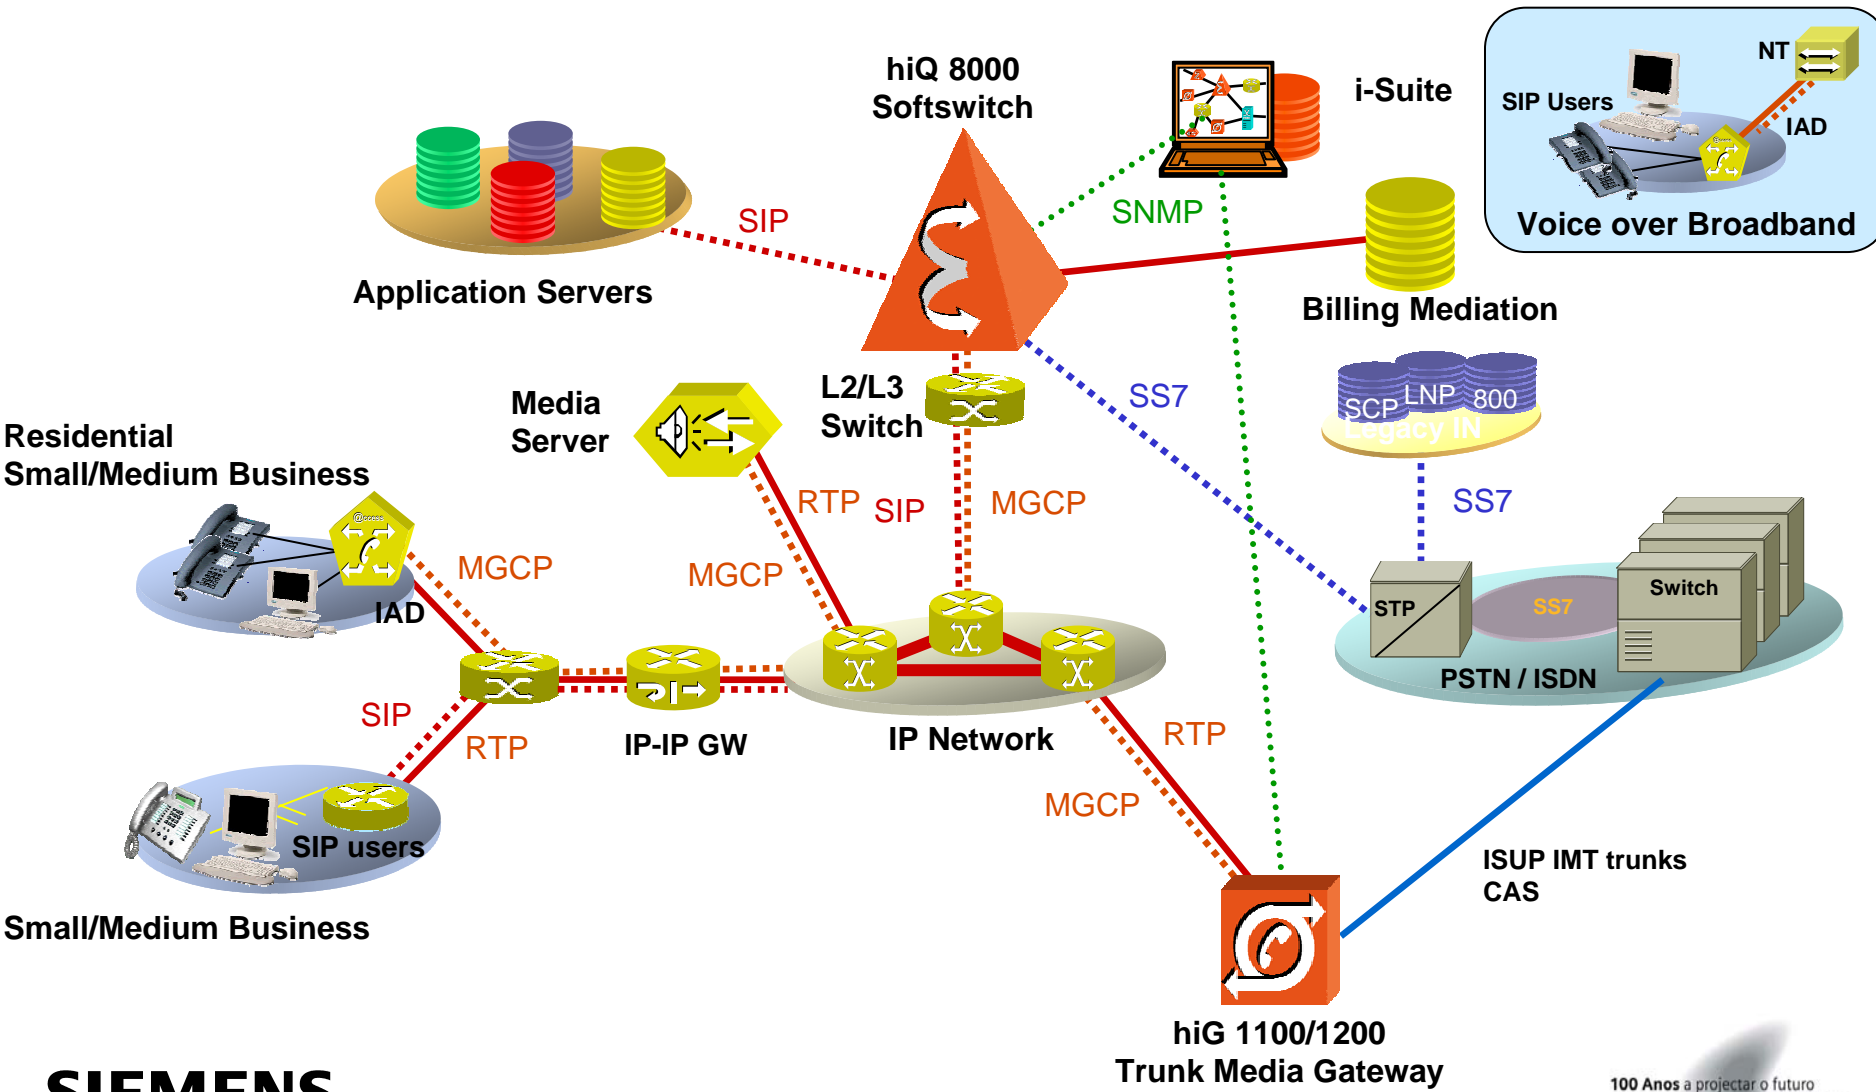 hiQ 8000
Softswitch
i-Suite
NT
SIP Users
IAD
Voice over Broadband
SIP
SNMP
Application Servers
Billing Mediation
Media
Server
L2/L3
Switch
SS7
SCP
LNP
800
Legacy IN
Residential
Small/Medium Business
@ccess
RTP
SIP
MGCP
SS7
MGCP
MGCP
IAD
STP
SS7
Switch
PSTN / ISDN
SIP
RTP
IP-IP GW
IP Network
RTP
MGCP
SIP users
ISUP IMT trunks
CAS
Small/Medium Business
hiG 1100/1200
Trunk Media Gateway
SIEMENS
100 Anos a projectar o futuro